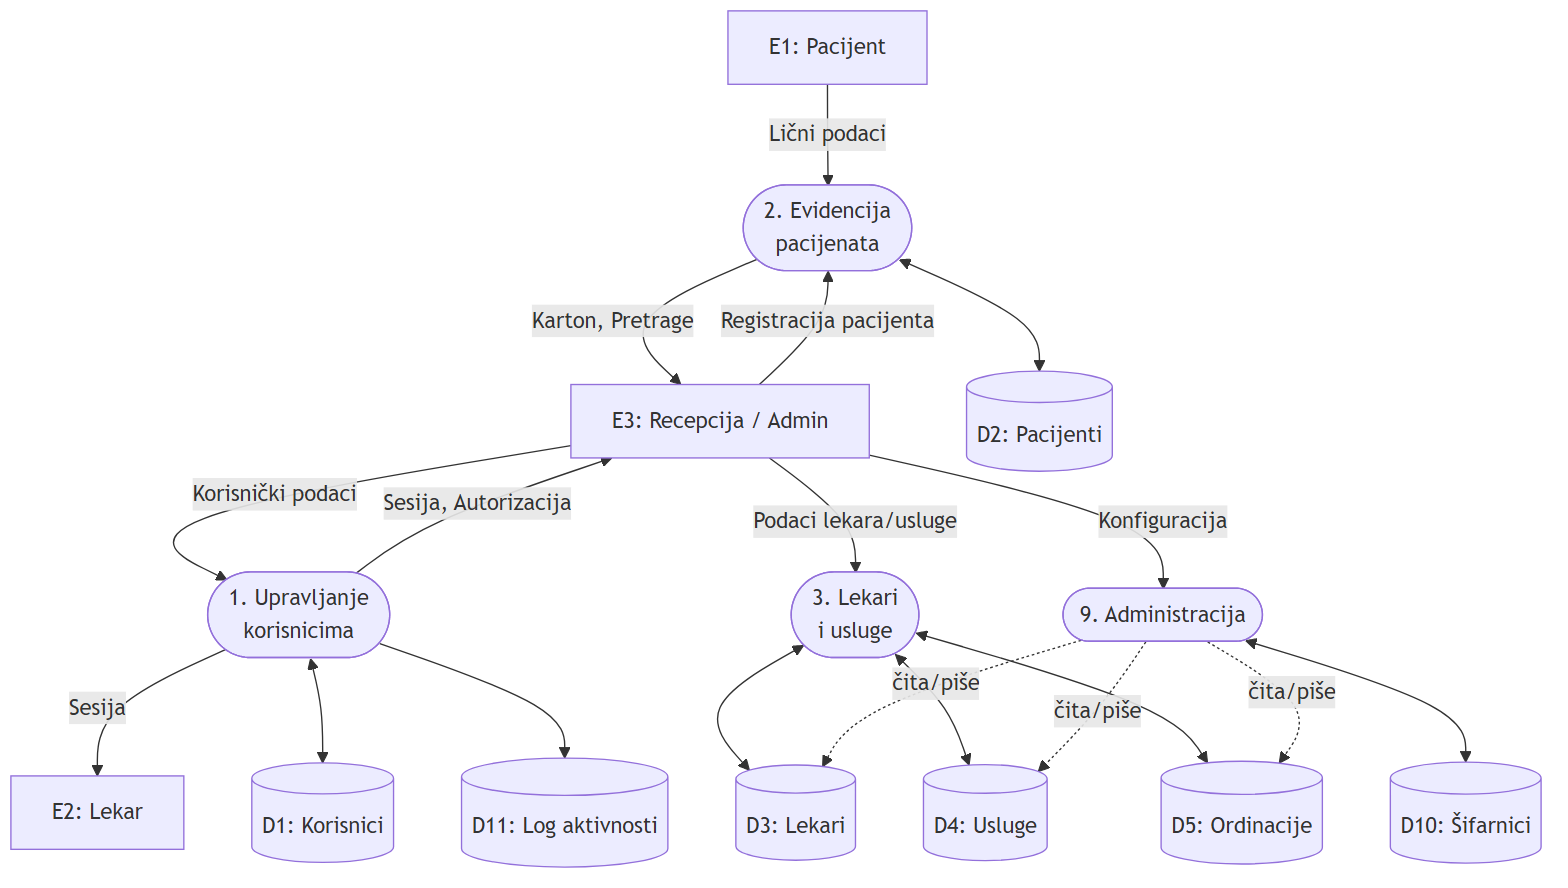 E1: Pacijent
Lični podaci
2. Evidencija
pacijenata
Karton, Pretrage
Registracija pacijenta
E3: Recepcija / Admin
D2: Pacijenti
Korisnički podaci
Sesija, Autorizacija
Podaci lekara/usluge
Konfiguracija
1. Upravljanje
korisnicima
3. Lekari
i usluge
9. Administracija
Sesija
čita/piše
čita/piše
čita/piše
E2: Lekar
D1: Korisnici
D11: Log aktivnosti
D3: Lekari
D4: Usluge
D5: Ordinacije
D10: Šifarnici